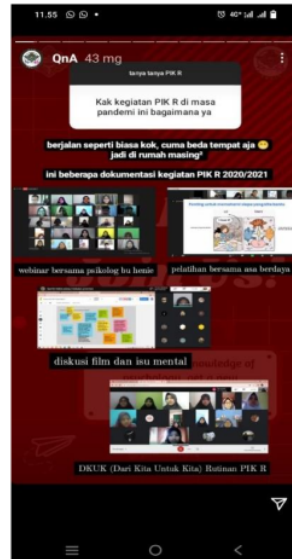 11.55
40°
QnA 43 mg
tanya tanya PIK R
Kak kegiatan PIK R di masa
pandemi ini bagaimana ya
berjalan seperti biasa kok, cuma beda tempat aja 😁
jadi di rumah masing²
ini beberapa dokumentasi kegiatan PIK R 2020/2021
webinar bersama psikolog bu henie
pelatihan bersama asa berdaya
diskusi film dan isu mental
DKUK (Dari Kita Untuk Kita) Rutinan PIK R